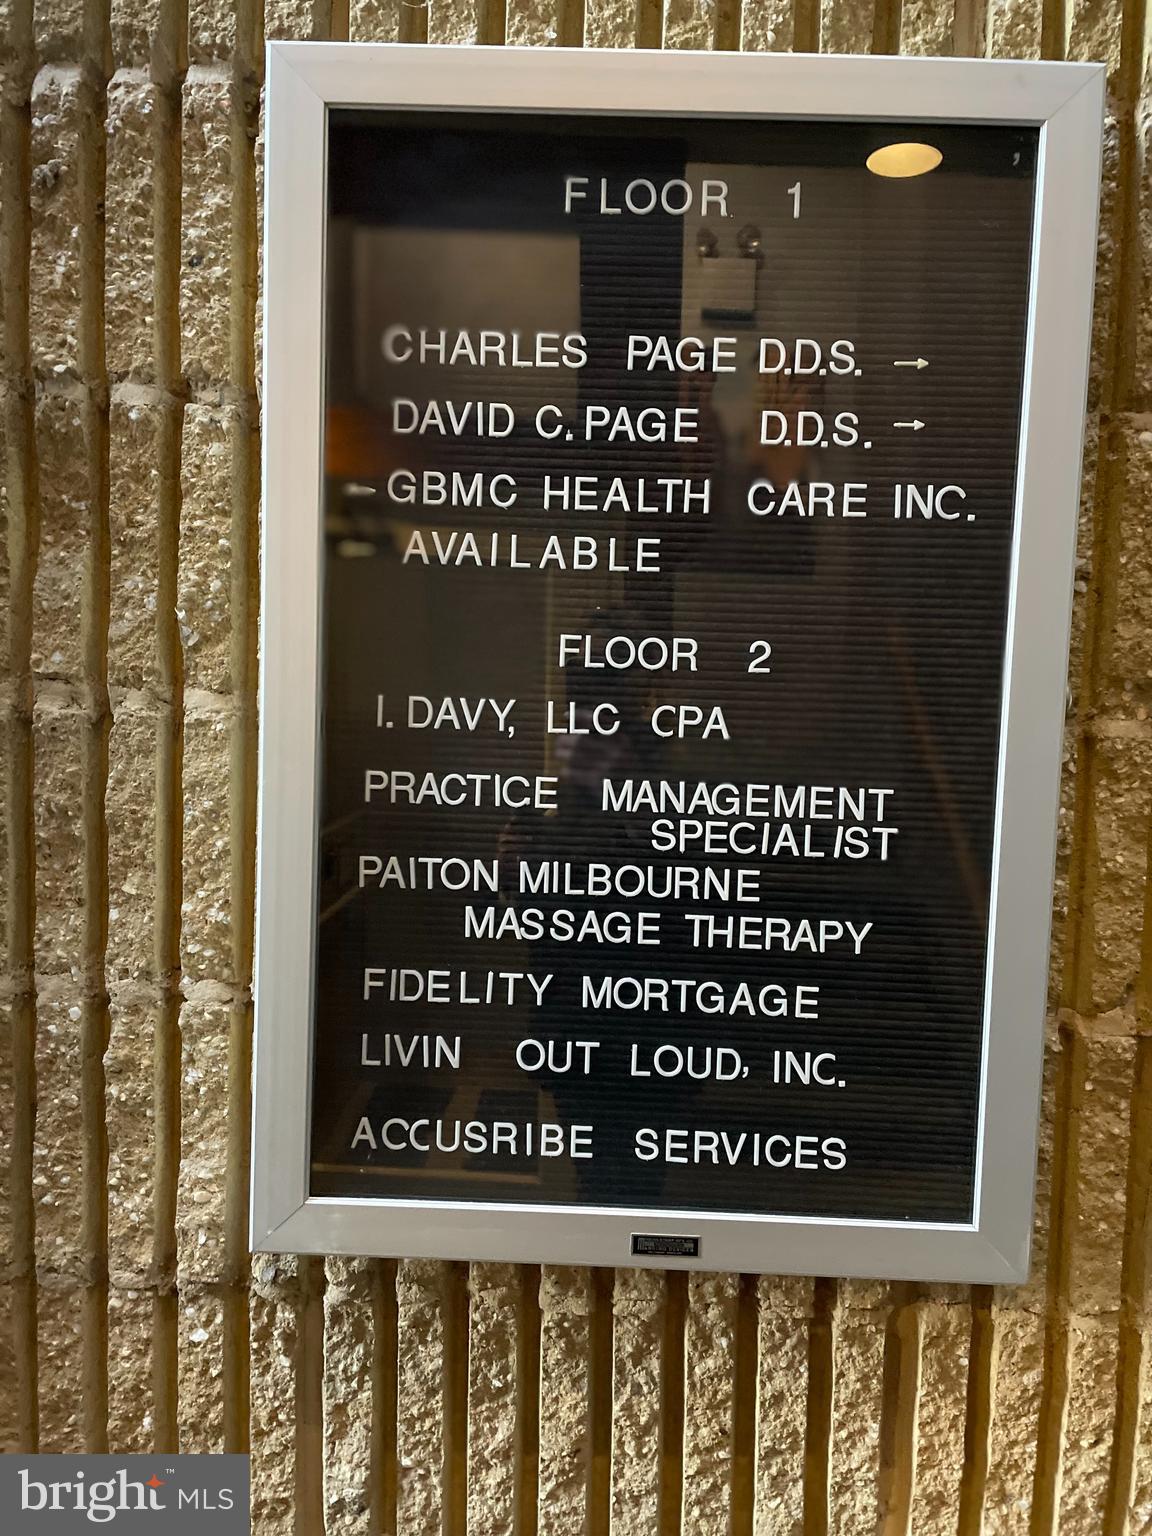 FLOOR 1
CHARLES PAGE D.D.S. →
DAVID C. PAGE D.D.S. →
← GBMC HEALTH CARE INC.
AVAILABLE
FLOOR 2
I. DAVY, LLC CPA
PRACTICE MANAGEMENT
SPECIALIST
PAITON MILBOURNE
MASSAGE THERAPY
FIDELITY MORTGAGE
LIVIN OUT LOUD, INC.
ACCUSRIBE SERVICES
bright™ MLS